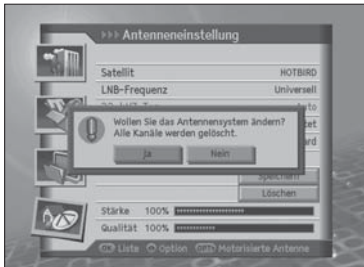 Antenneneinstellung
Satellit HOTBIRD
LNB-Frequenz Universell
Wollen Sie das Antennensystem ändern?
Alle Kanäle werden gelöscht.
Ja Nein
Speichern
Löschen
Stärke 100%
Qualität 100%
Liste Option Motorisierte Antenne